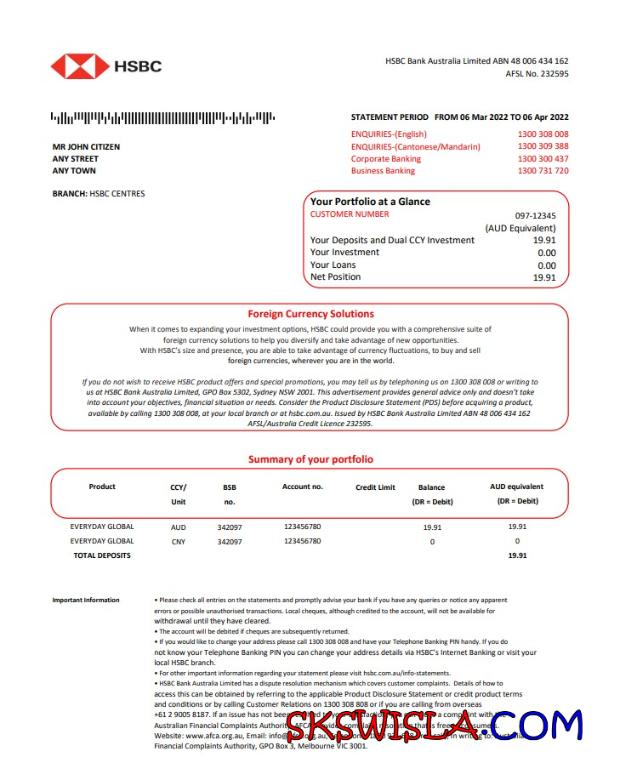 HSBC
HSBC Bank Australia Limited ABN 48 006 434 162
AFSL No. 232595
STATEMENT PERIOD FROM 06 Mar 2022 TO 06 Apr 2022
ENQUIRIES-(English) 1300 308 008
ENQUIRIES-(Cantonese/Mandarin) 1300 309 388
Corporate Banking 1300 300 437
Business Banking 1300 731 720
MR JOHN CITIZEN
ANY STREET
ANY TOWN
BRANCH: HSBC CENTRES
Your Portfolio at a Glance
CUSTOMER NUMBER 097-12345
(AUD Equivalent)
Your Deposits and Dual CCY Investment 19.91
Your Investment 0.00
Your Loans 0.00
Net Position 19.91
Foreign Currency Solutions
When it comes to expanding your investment options, HSBC could provide you with a comprehensive suite of
foreign currency solutions to help you diversify and take advantage of new opportunities.
With HSBC's size and presence, you are able to take advantage of currency fluctuations, to buy and sell
foreign currencies, wherever you are in the world.
If you do not wish to receive HSBC product offers and special promotions, you may tell us by telephoning us on 1300 308 008 or writing to
us at HSBC Bank Australia Limited, GPO Box 5302, Sydney NSW 2001. This advertisement provides general advice only and doesn't take
into account your objectives, financial situation or needs. Consider the Product Disclosure Statement (PDS) before acquiring a product,
available by calling 1300 308 008, at your local branch or at hsbc.com.au. Issued by HSBC Bank Australia Limited ABN 48 006 434 162
AFSL/Australia Credit Licence 232595.
Summary of your portfolio
Product CCY/ BSB Account no. Credit Limit Balance AUD equivalent
Unit no. (DR = Debit) (DR = Debit)
EVERYDAY GLOBAL AUD 342097 123456780 19.91 19.91
EVERYDAY GLOBAL CNY 342097 123456780 0 0
TOTAL DEPOSITS 19.91
Important Information • Please check all entries on the statements and promptly advise your bank if you have any queries or notice any apparent
errors or possible unauthorised transactions. Local cheques, although credited to the account, will not be available for
withdrawal until they have cleared.
• The account will be debited if cheques are subsequently returned.
• If you would like to change your address please call 1300 308 008 and have your Telephone Banking PIN handy. If you do
not know your Telephone Banking PIN you can change your address details via HSBC's Internet Banking or visit your
local HSBC branch.
• For other important information regarding your statement please visit hsbc.com.au/info-statements.
• HSBC Bank Australia Limited has a dispute resolution mechanism which covers customer complaints. Details of how to
access this can be obtained by referring to the applicable Product Disclosure Statement or credit product terms
and conditions or by calling Customer Relations on 1300 308 808 or if you are calling from overseas
+61 2 9005 8187. If an issue has not been a complaint with the
Australian Financial Complaints Authority, AFCA
Website: www.afca.org.au, Email: in writing to:
Financial Complaints Authority, GPO Box 3, Melbourne VIC 3001.
SKSWISLA.COM